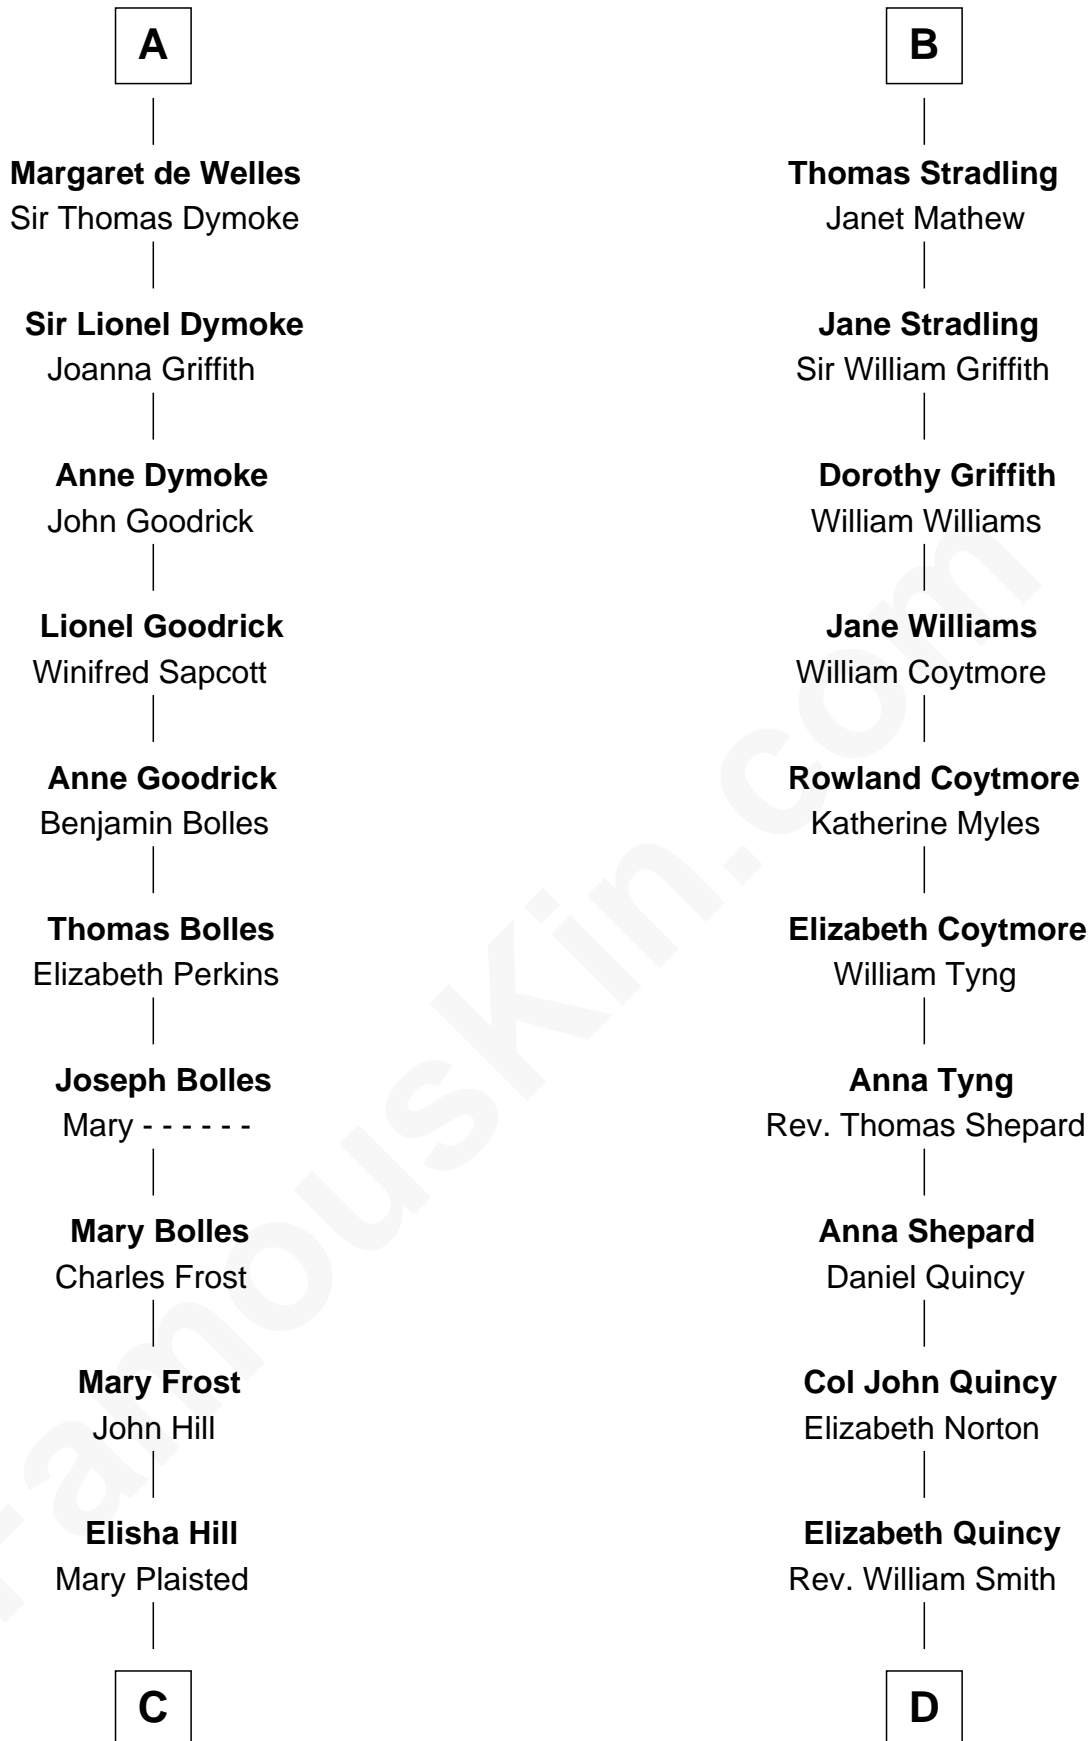 A
Margaret de Welles
Sir Thomas Dymoke
Sir Lionel Dymoke
Joanna Griffith
Anne Dymoke
John Goodrick
Lionel Goodrick
Winifred Sapcott
Anne Goodrick
Benjamin Bolles
Thomas Bolles
Elizabeth Perkins
Joseph Bolles
Mary - - - - - -
Mary Bolles
Charles Frost
Mary Frost
John Hill
Elisha Hill
Mary Plaisted
C
B
Thomas Stradling
Janet Mathew
Jane Stradling
Sir William Griffith
Dorothy Griffith
William Williams
Jane Williams
William Coytmore
Rowland Coytmore
Katherine Myles
Elizabeth Coytmore
William Tyng
Anna Tyng
Rev. Thomas Shepard
Anna Shepard
Daniel Quincy
Col John Quincy
Elizabeth Norton
Elizabeth Quincy
Rev. William Smith
D
FamousKin.com